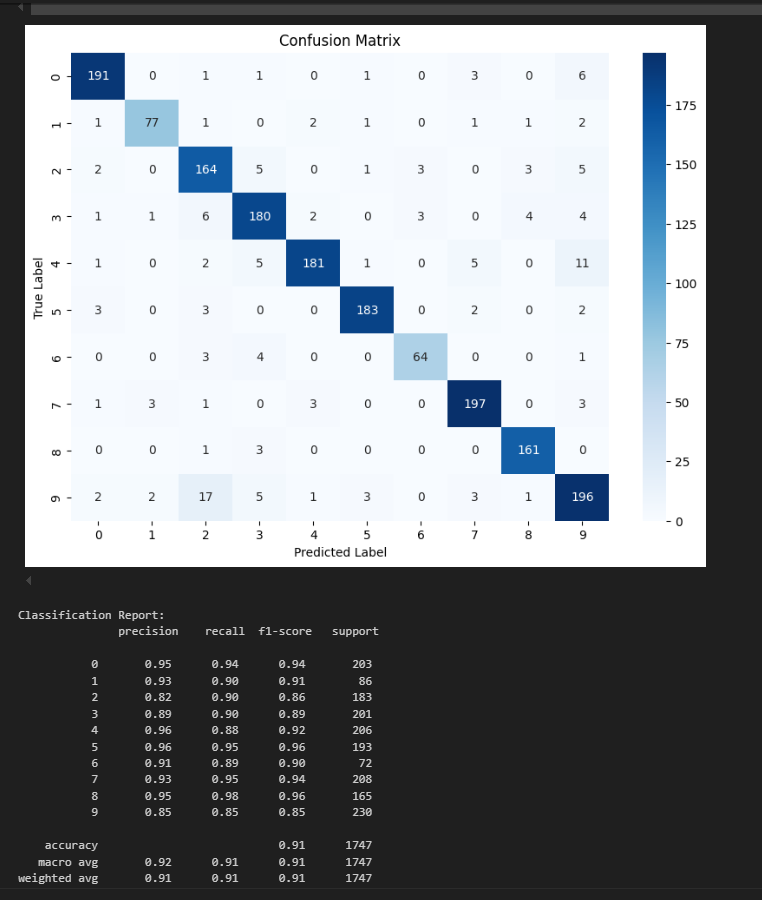 Confusion Matrix
0 191 0 1 1 0 1 0 3 0 6
1 1 77 1 0 2 1 0 1 1 2
2 2 0 164 5 0 1 3 0 3 5
3 1 1 6 180 2 0 3 0 4 4
4 1 0 2 5 181 1 0 5 0 11
5 3 0 3 0 0 183 0 2 0 2
6 0 0 3 4 0 0 64 0 0 1
7 1 3 1 0 3 0 0 197 0 3
8 0 0 1 3 0 0 0 0 161 0
9 2 2 17 5 1 3 0 3 1 196
0 1 2 3 4 5 6 7 8 9
True Label
Predicted Label
175
150
125
100
75
50
25
0
Classification Report:
precision recall f1-score support
0 0.95 0.94 0.94 203
1 0.93 0.90 0.91 86
2 0.82 0.90 0.86 183
3 0.89 0.90 0.89 201
4 0.96 0.88 0.92 206
5 0.96 0.95 0.96 193
6 0.91 0.89 0.90 72
7 0.93 0.95 0.94 208
8 0.95 0.98 0.96 165
9 0.85 0.85 0.85 230
accuracy 0.91 1747
macro avg 0.92 0.91 0.91 1747
weighted avg 0.91 0.91 0.91 1747